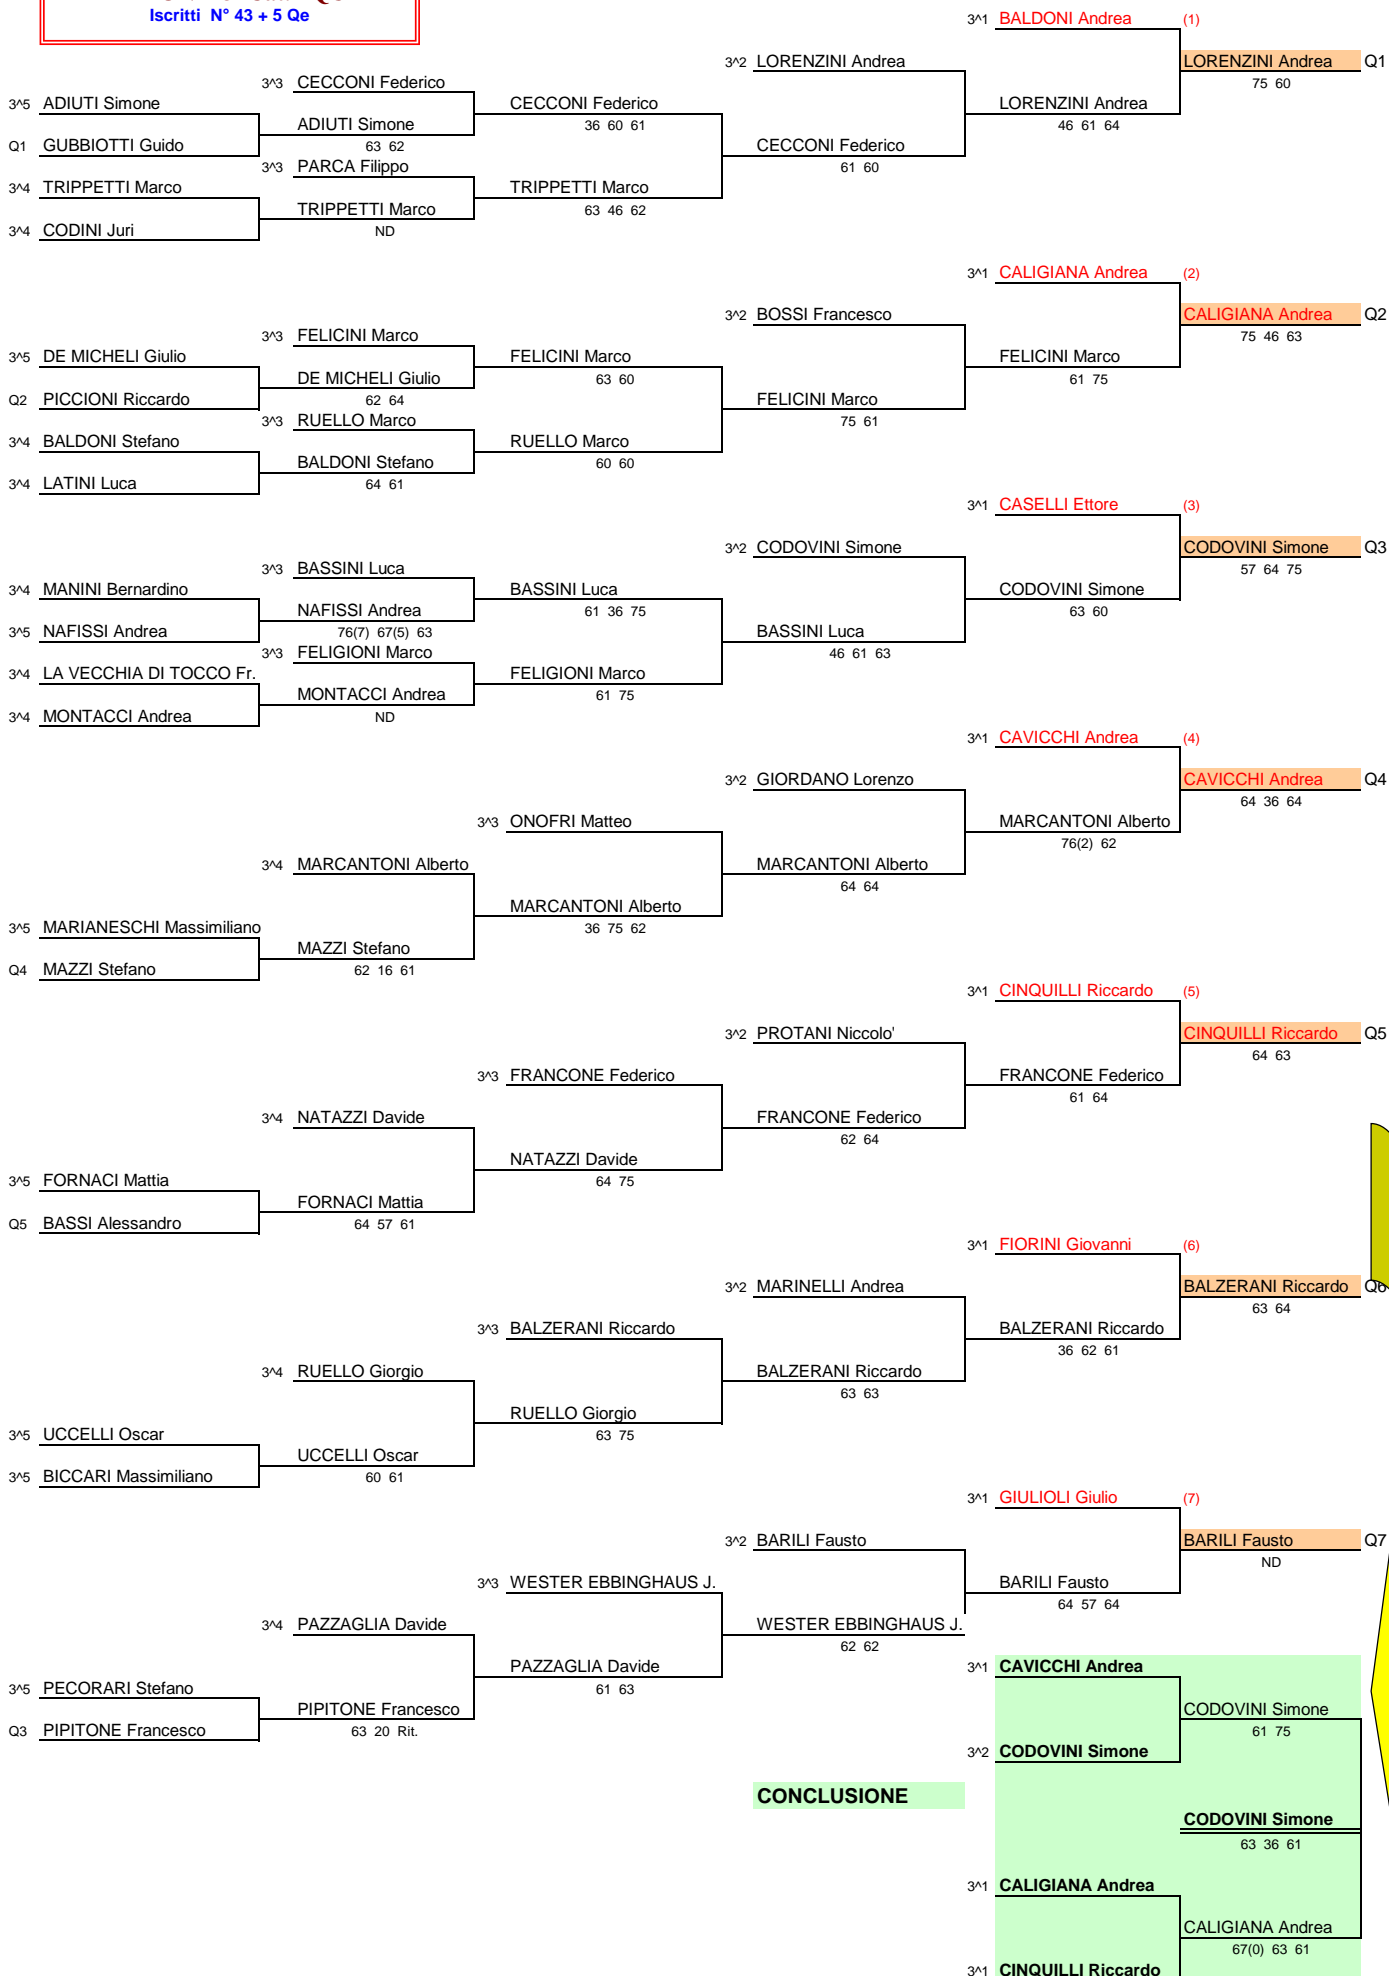 Iscritti N° 43 + 5 Qe
3^1 BALDONI Andrea (1)
3^2 LORENZINI Andrea
LORENZINI Andrea Q1
75 60
3^3 CECCONI Federico
3^5 ADIUTI Simone
CECCONI Federico
LORENZINI Andrea
36 60 61
46 61 64
ADIUTI Simone
Q1 GUBBIOTTI Guido
63 62
CECCONI Federico
61 60
3^3 PARCA Filippo
3^4 TRIPPETTI Marco
TRIPPETTI Marco
63 46 62
TRIPPETTI Marco
3^4 CODINI Juri
ND
3^1 CALIGIANA Andrea (2)
3^2 BOSSI Francesco
CALIGIANA Andrea Q2
75 46 63
3^3 FELICINI Marco
3^5 DE MICHELI Giulio
FELICINI Marco
FELICINI Marco
63 60
61 75
DE MICHELI Giulio
Q2 PICCIONI Riccardo
62 64
FELICINI Marco
75 61
3^3 RUELLO Marco
3^4 BALDONI Stefano
RUELLO Marco
60 60
BALDONI Stefano
3^4 LATINI Luca
64 61
3^1 CASELLI Ettore (3)
3^2 CODOVINI Simone
CODOVINI Simone Q3
57 64 75
3^3 BASSINI Luca
3^4 MANINI Bernardino
BASSINI Luca
CODOVINI Simone
61 36 75
63 60
NAFISSI Andrea
3^5 NAFISSI Andrea
76(7) 67(5) 63
BASSINI Luca
46 61 63
3^3 FELIGIONI Marco
3^4 LA VECCHIA DI TOCCO Fr.
FELIGIONI Marco
61 75
MONTACCI Andrea
3^4 MONTACCI Andrea
ND
3^1 CAVICCHI Andrea (4)
3^2 GIORDANO Lorenzo
CAVICCHI Andrea Q4
64 36 64
3^3 ONOFRI Matteo
MARCANTONI Alberto
76(2) 62
3^4 MARCANTONI Alberto
MARCANTONI Alberto
64 64
MARCANTONI Alberto
36 75 62
3^5 MARIANESCHI Massimiliano
MAZZI Stefano
62 16 61
Q4 MAZZI Stefano
3^1 CINQUILLI Riccardo (5)
3^2 PROTANI Niccolo'
CINQUILLI Riccardo Q5
64 63
3^3 FRANCONE Federico
FRANCONE Federico
61 64
3^4 NATAZZI Davide
FRANCONE Federico
62 64
NATAZZI Davide
64 75
3^5 FORNACI Mattia
FORNACI Mattia
64 57 61
Q5 BASSI Alessandro
3^1 FIORINI Giovanni (6)
3^2 MARINELLI Andrea
BALZERANI Riccardo Q6
63 64
3^3 BALZERANI Riccardo
BALZERANI Riccardo
36 62 61
3^4 RUELLO Giorgio
BALZERANI Riccardo
63 63
RUELLO Giorgio
63 75
3^5 UCCELLI Oscar
UCCELLI Oscar
60 61
3^5 BICCARI Massimiliano
3^1 GIULIOLI Giulio (7)
3^2 BARILI Fausto
BARILI Fausto Q7
ND
3^3 WESTER EBBINGHAUS J.
BARILI Fausto
64 57 64
3^4 PAZZAGLIA Davide
WESTER EBBINGHAUS J.
62 62
PAZZAGLIA Davide
61 63
3^5 PECORARI Stefano
PIPITONE Francesco
63 20 Rit.
Q3 PIPITONE Francesco
3^1 CAVICCHI Andrea
CODOVINI Simone
61 75
3^2 CODOVINI Simone
CONCLUSIONE
CODOVINI Simone
63 36 61
3^1 CALIGIANA Andrea
CALIGIANA Andrea
67(0) 63 61
3^1 CINQUILLI Riccardo